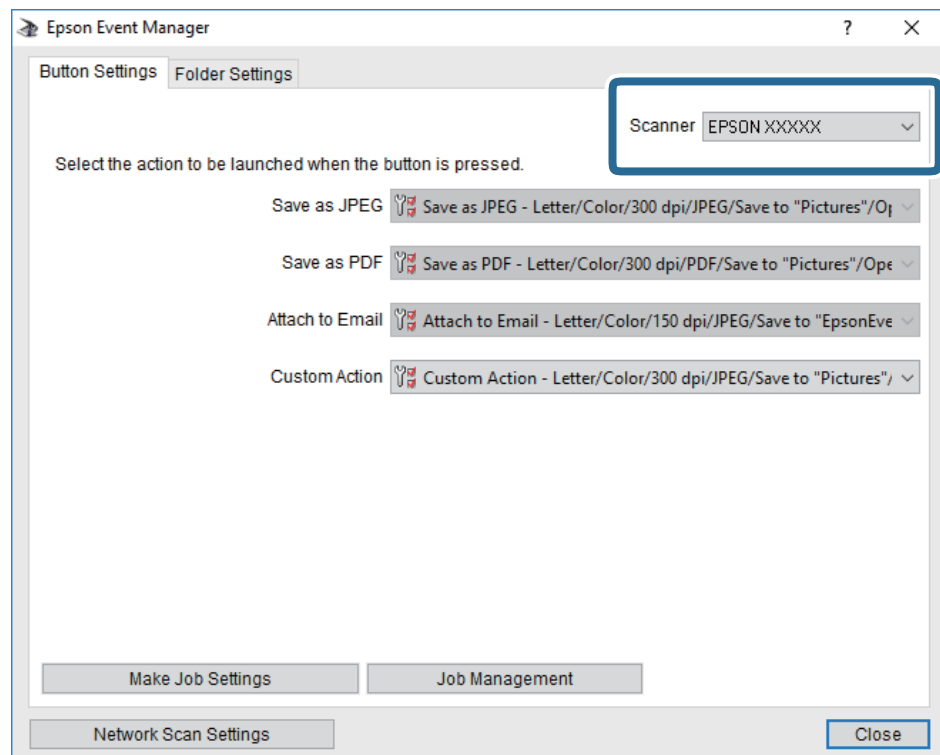 Epson Event Manager
Button Settings Folder Settings
Scanner EPSON XXXXX
Select the action to be launched when the button is pressed.
Save as JPEG Save as JPEG - Letter/Color/300 dpi/JPEG/Save to "Pictures"/Op
Save as PDF Save as PDF - Letter/Color/300 dpi/PDF/Save to "Pictures"/Ope
Attach to Email Attach to Email - Letter/Color/150 dpi/JPEG/Save to "EpsonEve
Custom Action Custom Action - Letter/Color/300 dpi/JPEG/Save to "Pictures"/
Make Job Settings Job Management
Network Scan Settings Close